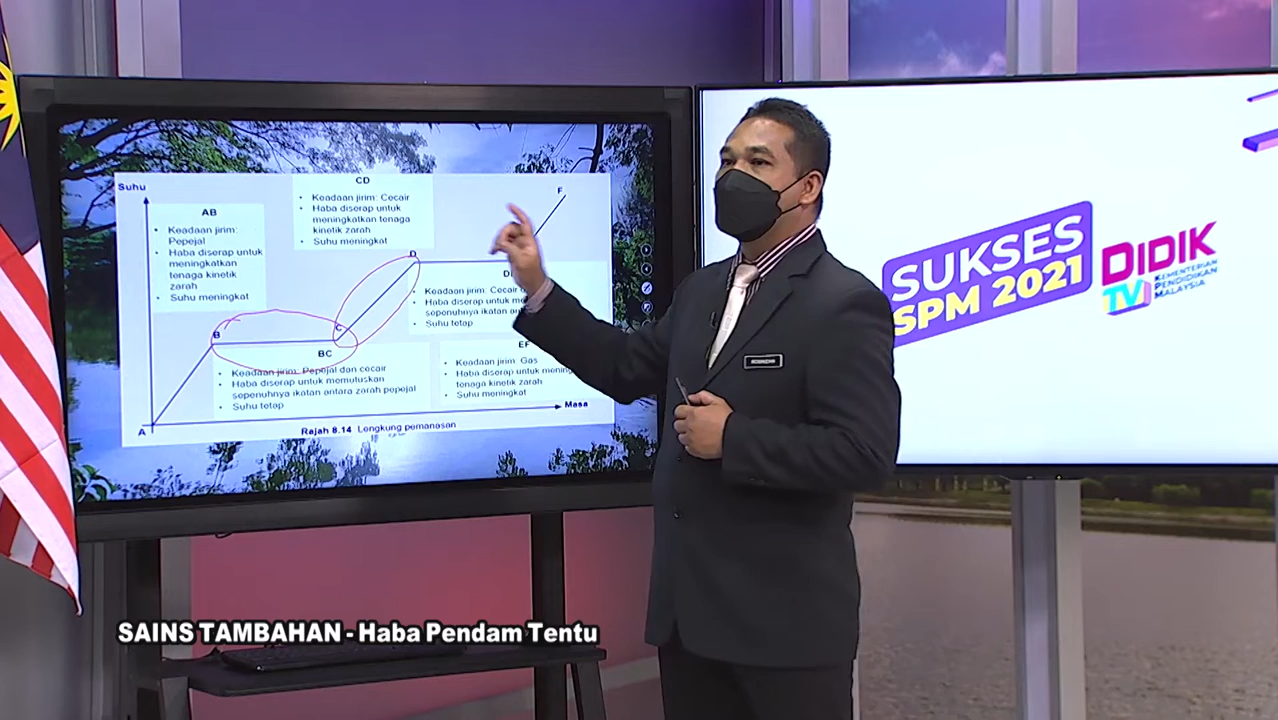 Suhu
AB
• Keadaan jirim:
Pepejal
• Haba diserap untuk
meningkatkan
tenaga kinetik
zarah
• Suhu meningkat
CD
• Keadaan jirim: Cecair
• Haba diserap untuk
meningkatkan tenaga
kinetik zarah
• Suhu meningkat
F
D
B
C
Keadaan jirim: Cecair
Haba diserap untuk
sepenuhnya ikatan
• Suhu tetap
BC
• Keadaan jirim: Pepejal dan cecair
• Haba diserap untuk memutuskan
sepenuhnya ikatan antara zarah pepejal
• Suhu tetap
EF
• Keadaan jirim: Gas
• Haba diserap untuk
tenaga kinetik zarah
• Suhu meningkat
A
Masa
Rajah 8.14 Lengkung pemanasan
SUKSES
SPM 2021
DIDIK
TV
KEMENTERIAN
PENDIDIKAN
MALAYSIA
SAINS TAMBAHAN - Haba Pendam Tentu